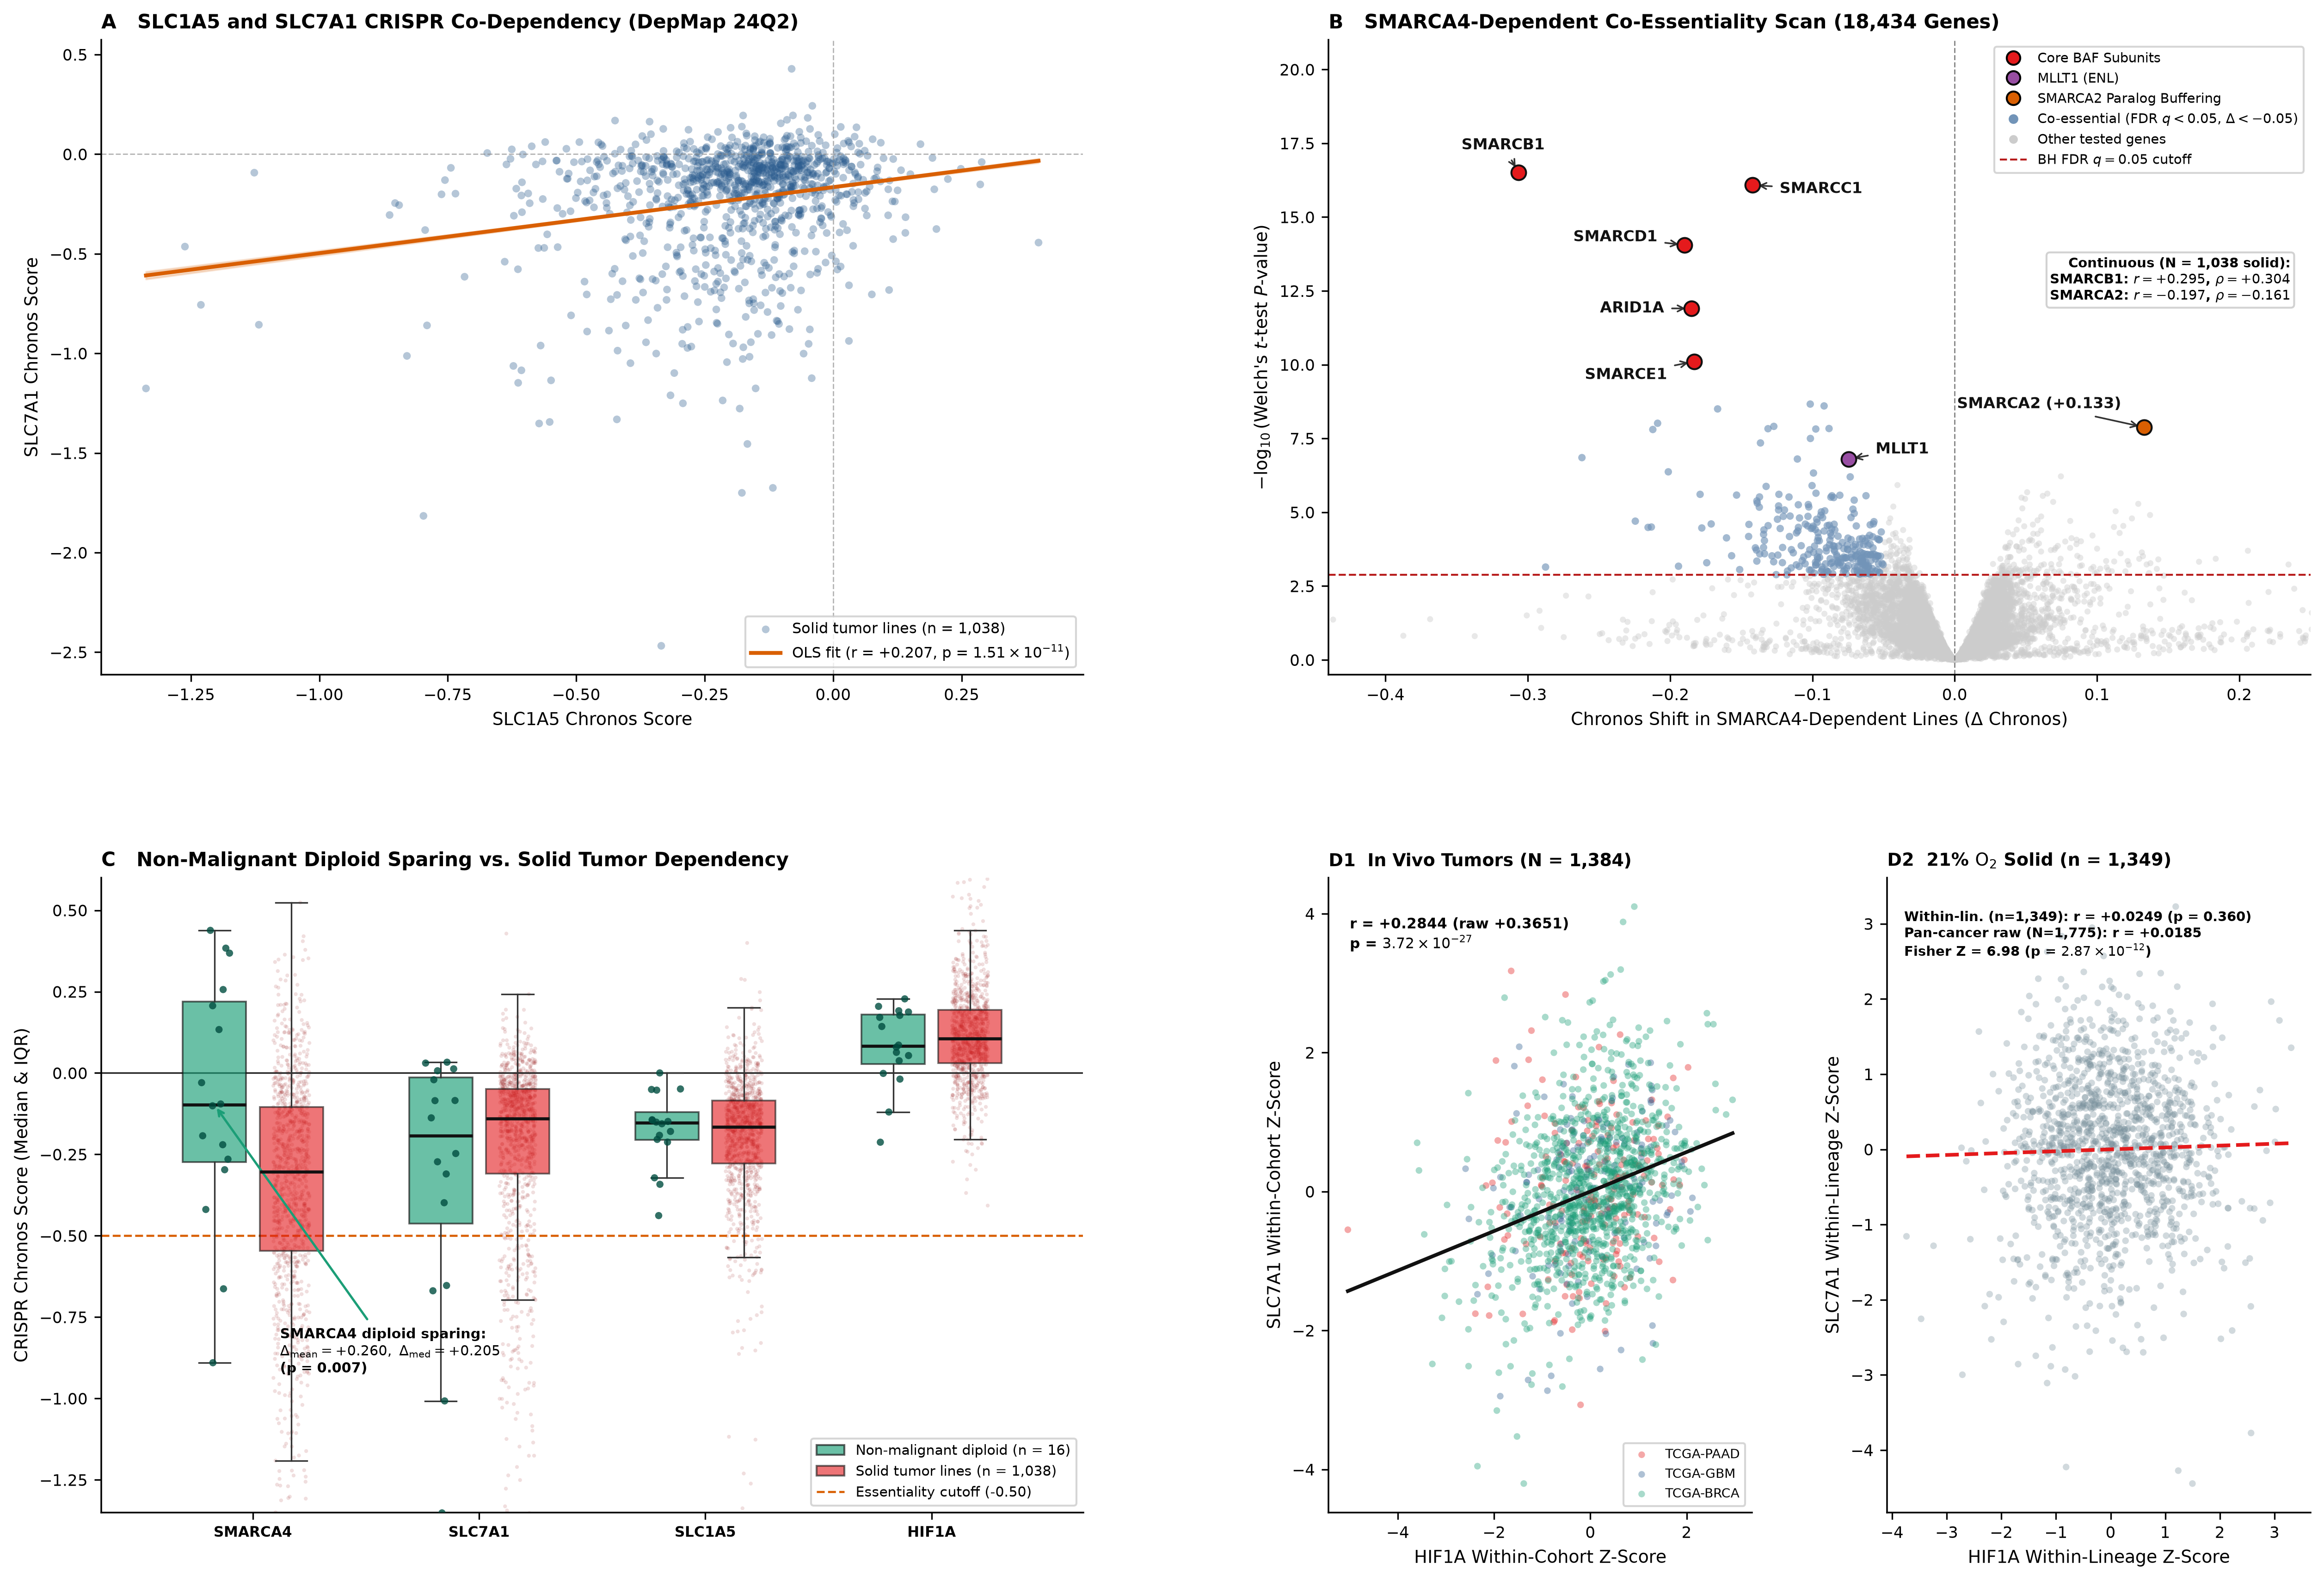 A SLC1A5 and SLC7A1 CRISPR Co-Dependency (DepMap 24Q2)
0.5
0.0
−0.5
−1.0
−1.5
−2.0
−2.5
SLC7A1 Chronos Score
Solid tumor lines (n = 1,038)
OLS fit (r = +0.207, p = 1.51 × 10⁻¹¹)
−1.25 −1.00 −0.75 −0.50 −0.25 0.00 0.25
SLC1A5 Chronos Score
B SMARCA4-Dependent Co-Essentiality Scan (18,434 Genes)
20.0
17.5
15.0
12.5
10.0
7.5
5.0
2.5
0.0
−log₁₀(Welch's t-test P-value)
Core BAF Subunits
MLLT1 (ENL)
SMARCA2 Paralog Buffering
Co-essential (FDR q < 0.05, Δ < −0.05)
Other tested genes
BH FDR q = 0.05 cutoff
SMARCB1
SMARCC1
SMARCD1
ARID1A
SMARCE1
Continuous (N = 1,038 solid):
SMARCB1: r = +0.295, ρ = +0.304
SMARCA2: r = −0.197, ρ = −0.161
SMARCA2 (+0.133)
MLLT1
−0.4 −0.3 −0.2 −0.1 0.0 0.1 0.2
Chronos Shift in SMARCA4-Dependent Lines (Δ Chronos)
C Non-Malignant Diploid Sparing vs. Solid Tumor Dependency
0.50
0.25
0.00
−0.25
−0.50
−0.75
−1.00
−1.25
CRISPR Chronos Score (Median & IQR)
SMARCA4 diploid sparing:
Δmean = +0.260, Δmed = +0.205
(p = 0.007)
Non-malignant diploid (n = 16)
Solid tumor lines (n = 1,038)
Essentiality cutoff (-0.50)
SMARCA4 SLC7A1 SLC1A5 HIF1A
D1 In Vivo Tumors (N = 1,384)
r = +0.2844 (raw +0.3651)
p = 3.72 × 10⁻²⁷
4
2
0
−2
−4
SLC7A1 Within-Cohort Z-Score
TCGA-PAAD
TCGA-GBM
TCGA-BRCA
−4 −2 0 2
HIF1A Within-Cohort Z-Score
D2 21% O₂ Solid (n = 1,349)
Within-lin. (n=1,349): r = +0.0249 (p = 0.360)
Pan-cancer raw (N=1,775): r = +0.0185
Fisher Z = 6.98 (p = 2.87 × 10⁻¹²)
3
2
1
0
−1
−2
−3
−4
SLC7A1 Within-Lineage Z-Score
−4 −3 −2 −1 0 1 2 3
HIF1A Within-Lineage Z-Score